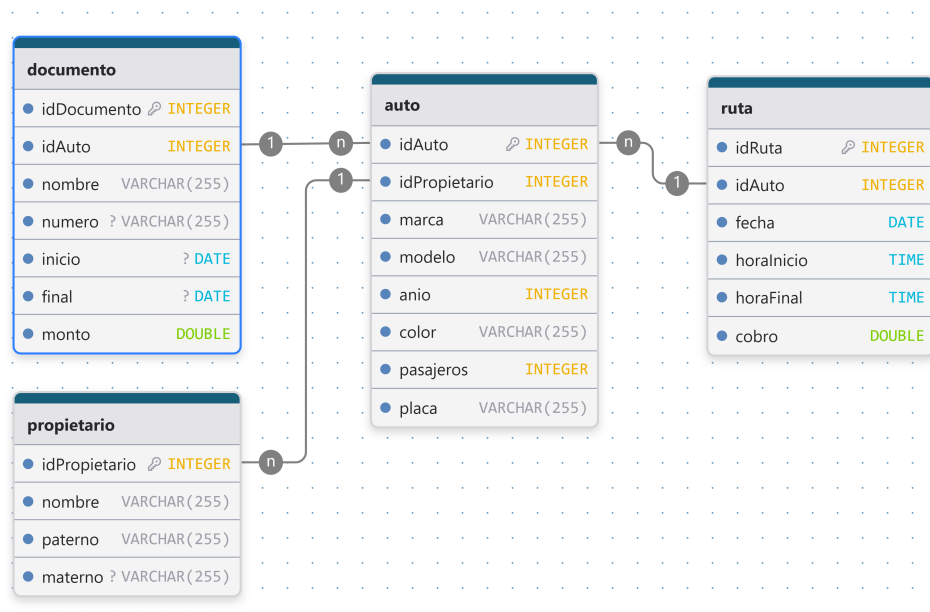 documento
idDocumento INTEGER
idAuto INTEGER
nombre VARCHAR(255)
numero ? VARCHAR(255)
inicio ? DATE
final ? DATE
monto DOUBLE
1
n
1
n
auto
idAuto INTEGER
idPropietario INTEGER
marca VARCHAR(255)
modelo VARCHAR(255)
anio INTEGER
color VARCHAR(255)
pasajeros INTEGER
placa VARCHAR(255)
n
1
ruta
idRuta INTEGER
idAuto INTEGER
fecha DATE
horaInicio TIME
horaFinal TIME
cobro DOUBLE
propietario
idPropietario INTEGER
nombre VARCHAR(255)
paterno VARCHAR(255)
materno ? VARCHAR(255)